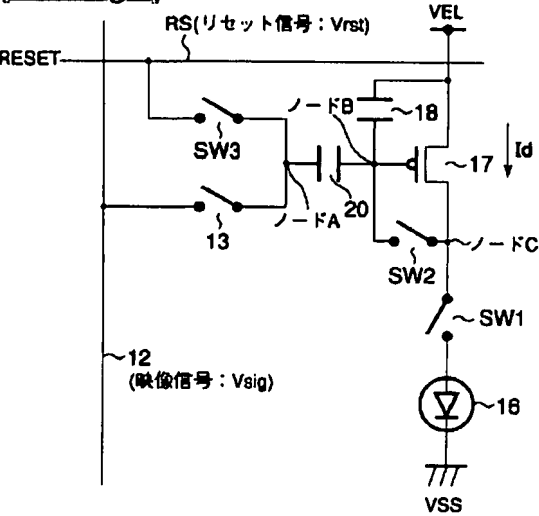 VEL
RS(リセット信号：Vrst)
RESET
ノードB
18
SW3
Id
17
20
ノードA
13
ノードC
SW2
SW1
12
(映像信号：Vsig)
16
VSS